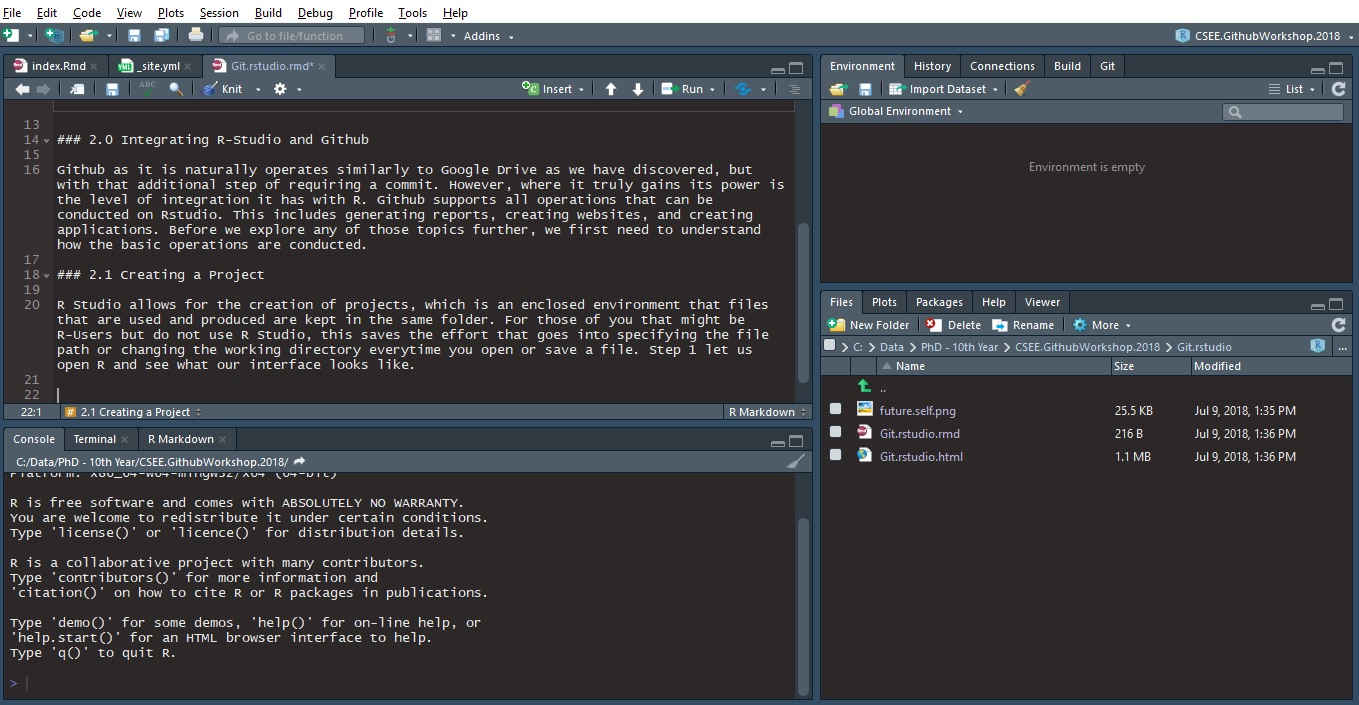 File Edit Code View Plots Session Build Debug Profile Tools Help
Go to file/function Addins CSEE.GithubWorkshop.2018
index.Rmd _site.yml Git.rstudio.rmd*
ABC Knit Insert Run
13
14 ### 2.0 Integrating R-Studio and Github
15
16 Github as it is naturally operates similarly to Google Drive as we have discovered, but
with that additional step of requiring a commit. However, where it truly gains its power is
the level of integration it has with R. Github supports all operations that can be
conducted on Rstudio. This includes generating reports, creating websites, and creating
applications. Before we explore any of those topics further, we first need to understand
how the basic operations are conducted.
17
18 ### 2.1 Creating a Project
19
20 R Studio allows for the creation of projects, which is an enclosed environment that files
that are used and produced are kept in the same folder. For those of you that might be
R-Users but do not use R Studio, this saves the effort that goes into specifying the file
path or changing the working directory everytime you open or save a file. Step 1 let us
open R and see what our interface looks like.
21
22
22:1 # 2.1 Creating a Project R Markdown
Console Terminal R Markdown
C:/Data/PhD - 10th Year/CSEE.GithubWorkshop.2018/
Platform: x86_64-w64-mingw32/x64 (64-bit)
R is free software and comes with ABSOLUTELY NO WARRANTY.
You are welcome to redistribute it under certain conditions.
Type 'license()' or 'licence()' for distribution details.
R is a collaborative project with many contributors.
Type 'contributors()' for more information and
'citation()' on how to cite R or R packages in publications.
Type 'demo()' for some demos, 'help()' for on-line help, or
'help.start()' for an HTML browser interface to help.
Type 'q()' to quit R.
>
Environment History Connections Build Git
Import Dataset List
Global Environment
Environment is empty
Files Plots Packages Help Viewer
New Folder Delete Rename More
C: > Data > PhD - 10th Year > CSEE.GithubWorkshop.2018 > Git.rstudio ...
Name Size Modified
..
future.self.png 25.5 KB Jul 9, 2018, 1:35 PM
Git.rstudio.rmd 216 B Jul 9, 2018, 1:36 PM
Git.rstudio.html 1.1 MB Jul 9, 2018, 1:36 PM